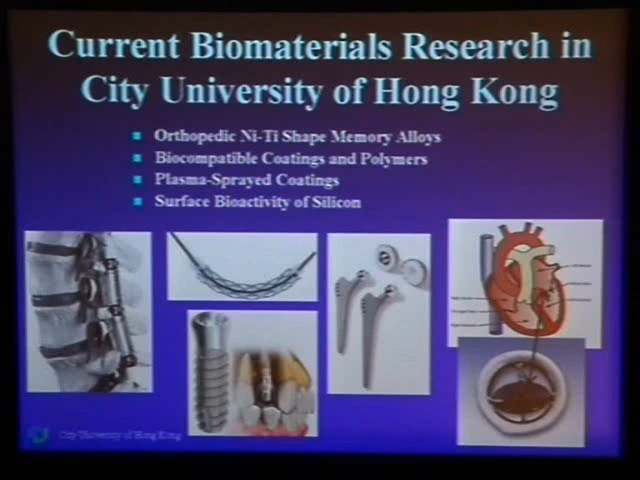 Current Biomaterials Research in
City University of Hong Kong
Orthopedic Ni-Ti Shape Memory Alloys
Biocompatible Coatings and Polymers
Plasma-Sprayed Coatings
Surface Bioactivity of Silicon
City University of Hong Kong